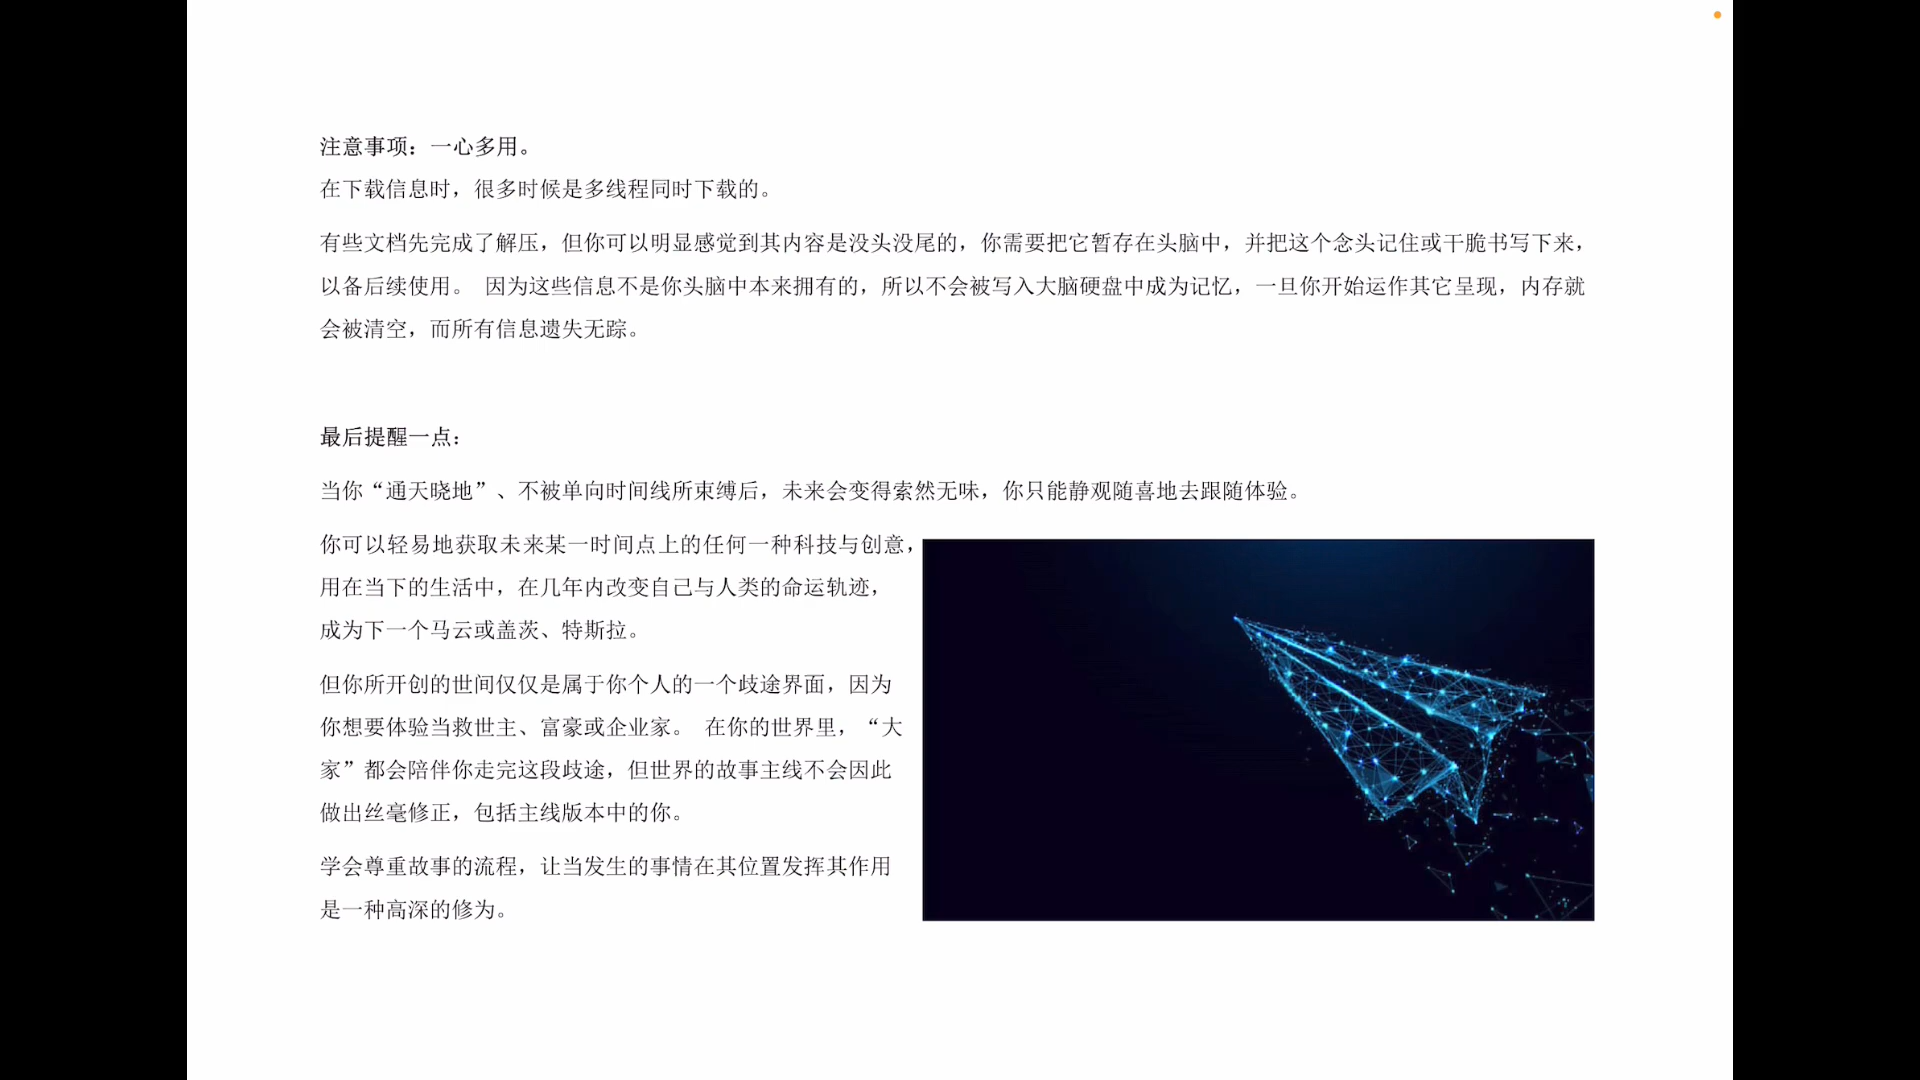 注意事项：一心多用。
在下载信息时，很多时候是多线程同时下载的。
有些文档先完成了解压，但你可以明显感觉到其内容是没头没尾的，你需要把它暂存在头脑中，并把这个念头记住或干脆书写下来，
以备后续使用。 因为这些信息不是你头脑中本来拥有的，所以不会被写入大脑硬盘中成为记忆，一旦你开始运作其它呈现，内存就
会被清空，而所有信息遗失无踪。
最后提醒一点：
当你“通天晓地”、不被单向时间线所束缚后，未来会变得索然无味，你只能静观随喜地去跟随体验。
你可以轻易地获取未来某一时间点上的任何一种科技与创意，
用在当下的生活中，在几年内改变自己与人类的命运轨迹，
成为下一个马云或盖茨、特斯拉。
但你所开创的世间仅仅是属于你个人的一个歧途界面，因为
你想要体验当救世主、富豪或企业家。 在你的世界里，“大
家”都会陪伴你走完这段歧途，但世界的故事主线不会因此
做出丝毫修正，包括主线版本中的你。
学会尊重故事的流程，让当发生的事情在其位置发挥其作用
是一种高深的修为。